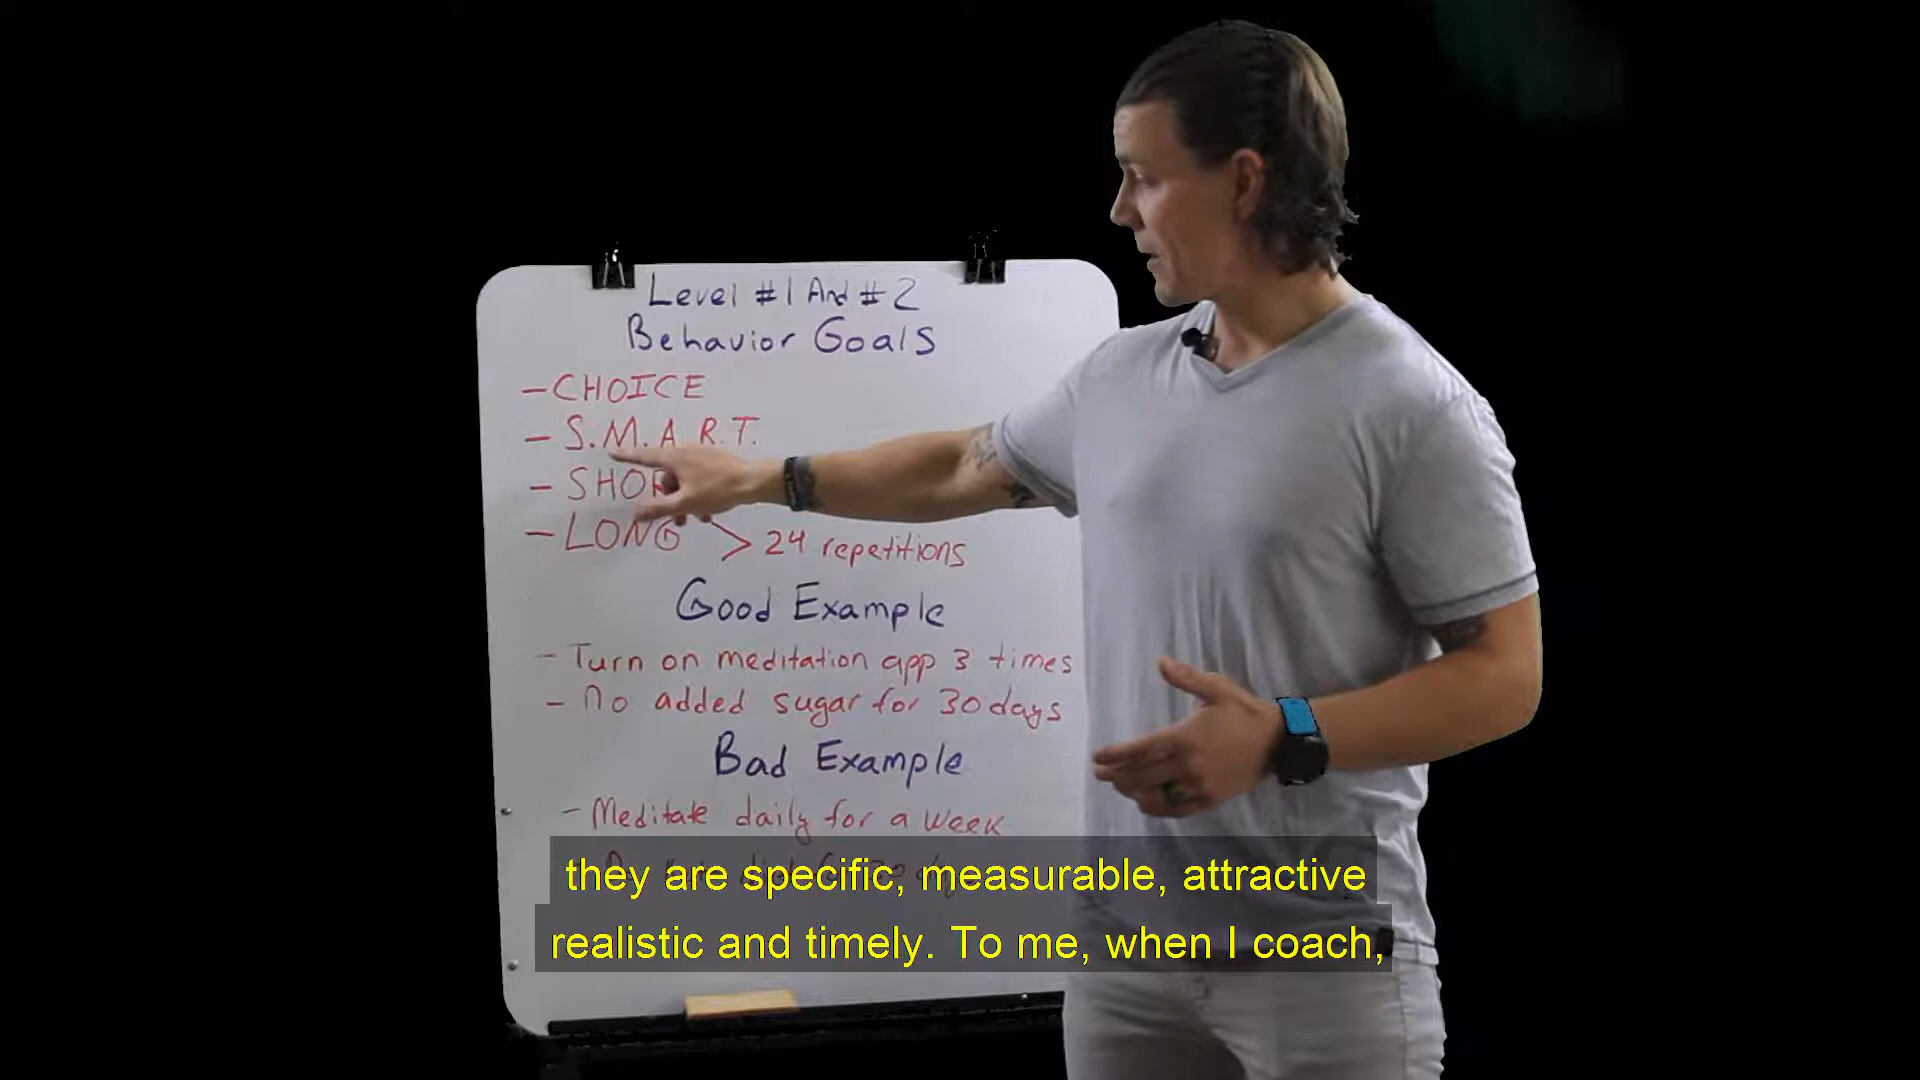 Level #1 And #2
Behavior Goals
- CHOICE
- S.M.A R.T.
- SHOR
- LONG > 24 repetitions
Good Example
- Turn on meditation app 3 times
- No added sugar for 30 days
Bad Example
- Meditate daily for a week
they are specific, measurable, attractive
realistic and timely. To me, when I coach,